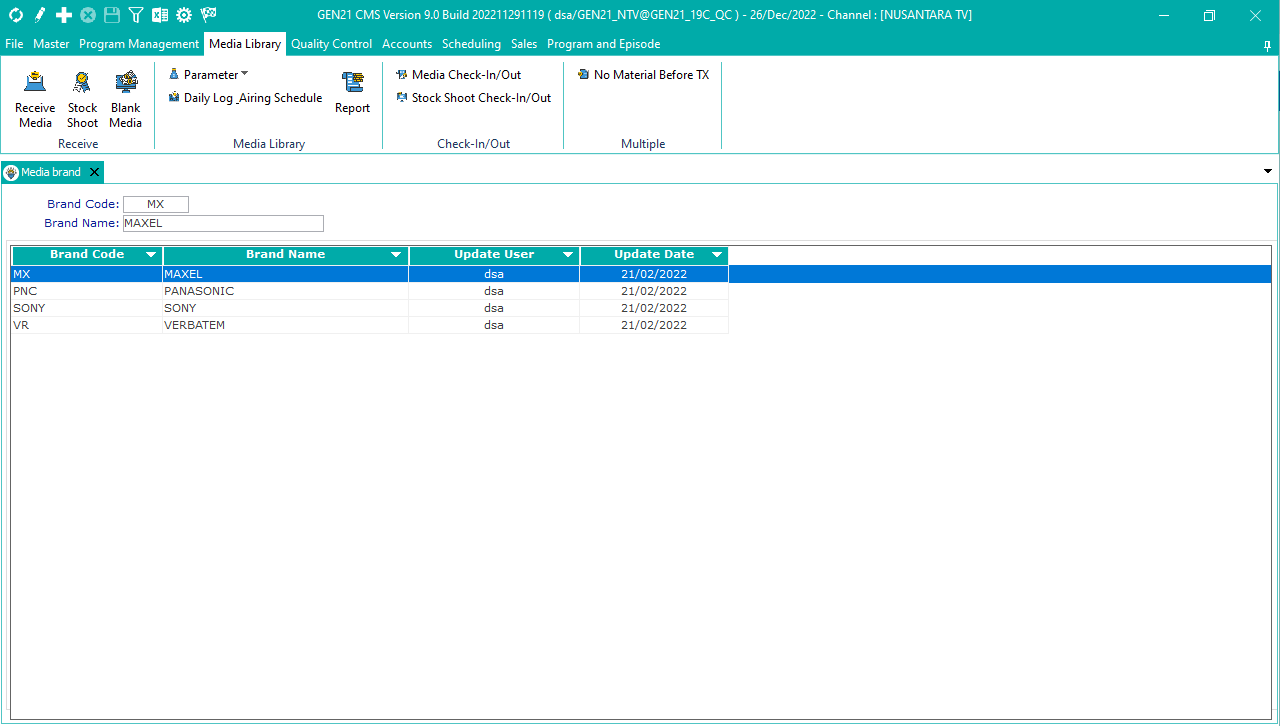 GEN21 CMS Version 9.0 Build 202211291119 ( dsa/GEN21_NTV@GEN21_19C_QC ) - 26/Dec/2022 - Channel : [NUSANTARA TV]
File Master Program Management Media Library Quality Control Accounts Scheduling Sales Program and Episode
Receive Media
Stock Shoot
Blank Media
Receive
Parameter
Daily Log _Airing Schedule
Report
Media Library
Media Check-In/Out
Stock Shoot Check-In/Out
Check-In/Out
No Material Before TX
Multiple
Media brand
Brand Code: MX
Brand Name: MAXEL
Brand Code Brand Name Update User Update Date
MX MAXEL dsa 21/02/2022
PNC PANASONIC dsa 21/02/2022
SONY SONY dsa 21/02/2022
VR VERBATEM dsa 21/02/2022